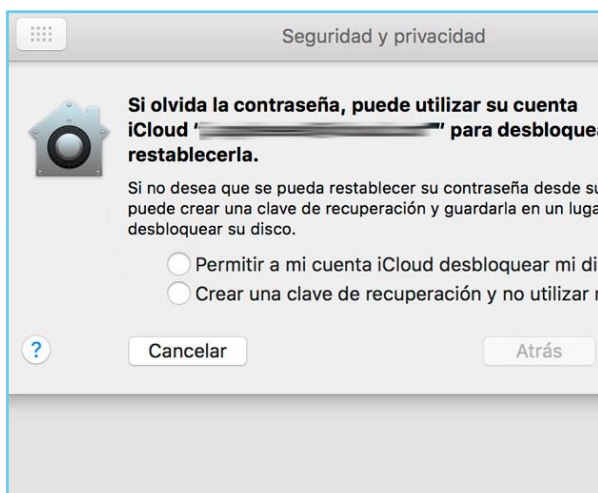 Seguridad y privacidad
Si olvida la contraseña, puede utilizar su cuenta
iCloud “ ” para desbloquea
restablecerla.
Si no desea que se pueda restablecer su contraseña desde su
puede crear una clave de recuperación y guardarla en un luga
desbloquear su disco.
Permitir a mi cuenta iCloud desbloquear mi di
Crear una clave de recuperación y no utilizar
?
Cancelar
Atrás